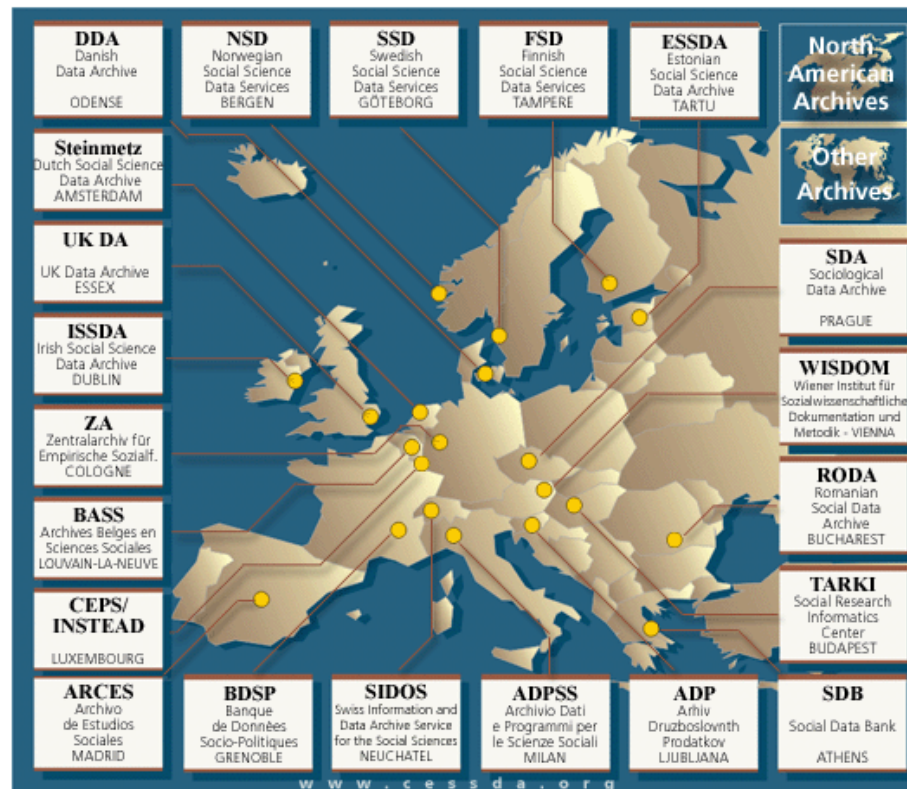 DDA
Danish
Data Archive
ODENSE
NSD
Norwegian
Social Science
Data Services
BERGEN
SSD
Swedish
Social Science
Data Services
GÖTEBORG
FSD
Finnish
Social Science
Data Services
TAMPERE
ESSDA
Estonian
Social Science
Data Archive
TARTU
North
American
Archives
Other
Archives
Steinmetz
Dutch Social Science
Data Archive
AMSTERDAM
UK DA
UK Data Archive
ESSEX
ISSDA
Irish Social Science
Data Archive
DUBLIN
ZA
Zentralarchiv für
Empirische Sozialf.
COLOGNE
BASS
Archives Belges en
Sciences Sociales
LOUVAIN-LA-NEUVE
CEPS/
INSTEAD
LUXEMBOURG
SDA
Sociological
Data Archive
PRAGUE
WISDOM
Wiener Institut für
Sozialwissenschaftliche
Dokumentation und
Metodik - VIENNA
RODA
Romanian
Social Data
Archive
BUCHAREST
TARKI
Social Research
Informatics
Center
BUDAPEST
ARCES
Archivo
de Estudios
Sociales
MADRID
BDSP
Banque
de Données
Socio-Politiques
GRENOBLE
SIDOS
Swiss Information and
Data Archive Service
for the Social Sciences
NEUCHATEL
ADPSS
Archivio Dati
e Programmi per
le Scienze Sociali
MILAN
ADP
Arhiv
Druzboslovnth
Prodatkov
LJUBLJANA
SDB
Social Data Bank
ATHENS
www.cessda.org